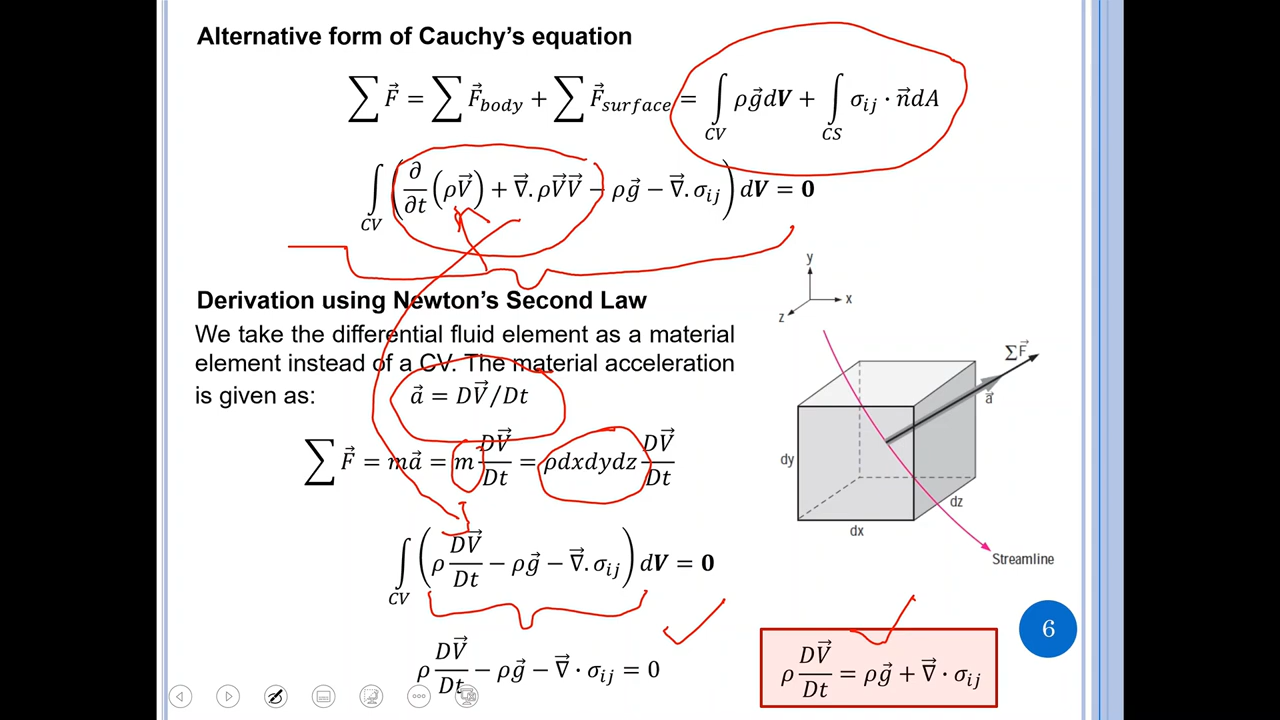 Alternative form of Cauchy's equation
∑ F⃗ = ∑ F⃗_body + ∑ F⃗_surface = ∫_CV ρg⃗dV + ∫_CS σ_ij · n⃗dA
∫_CV (∂/∂t (ρV⃗) + ∇⃗.ρV⃗V⃗ − ρg⃗ − ∇⃗.σ_ij) dV = 0
Derivation using Newton's Second Law
We take the differential fluid element as a material
element instead of a CV. The material acceleration
is given as: a⃗ = DV⃗/Dt
∑ F⃗ = ma⃗ = m DV⃗/Dt = ρdxdydz DV⃗/Dt
∫_CV (ρ DV⃗/Dt − ρg⃗ − ∇⃗.σ_ij) dV = 0
ρ DV⃗/Dt − ρg⃗ − ∇⃗ · σ_ij = 0
ρ DV⃗/Dt = ρg⃗ + ∇⃗ · σ_ij
y
x
z
ΣF⃗
a⃗
dy
dz
dx
Streamline
6